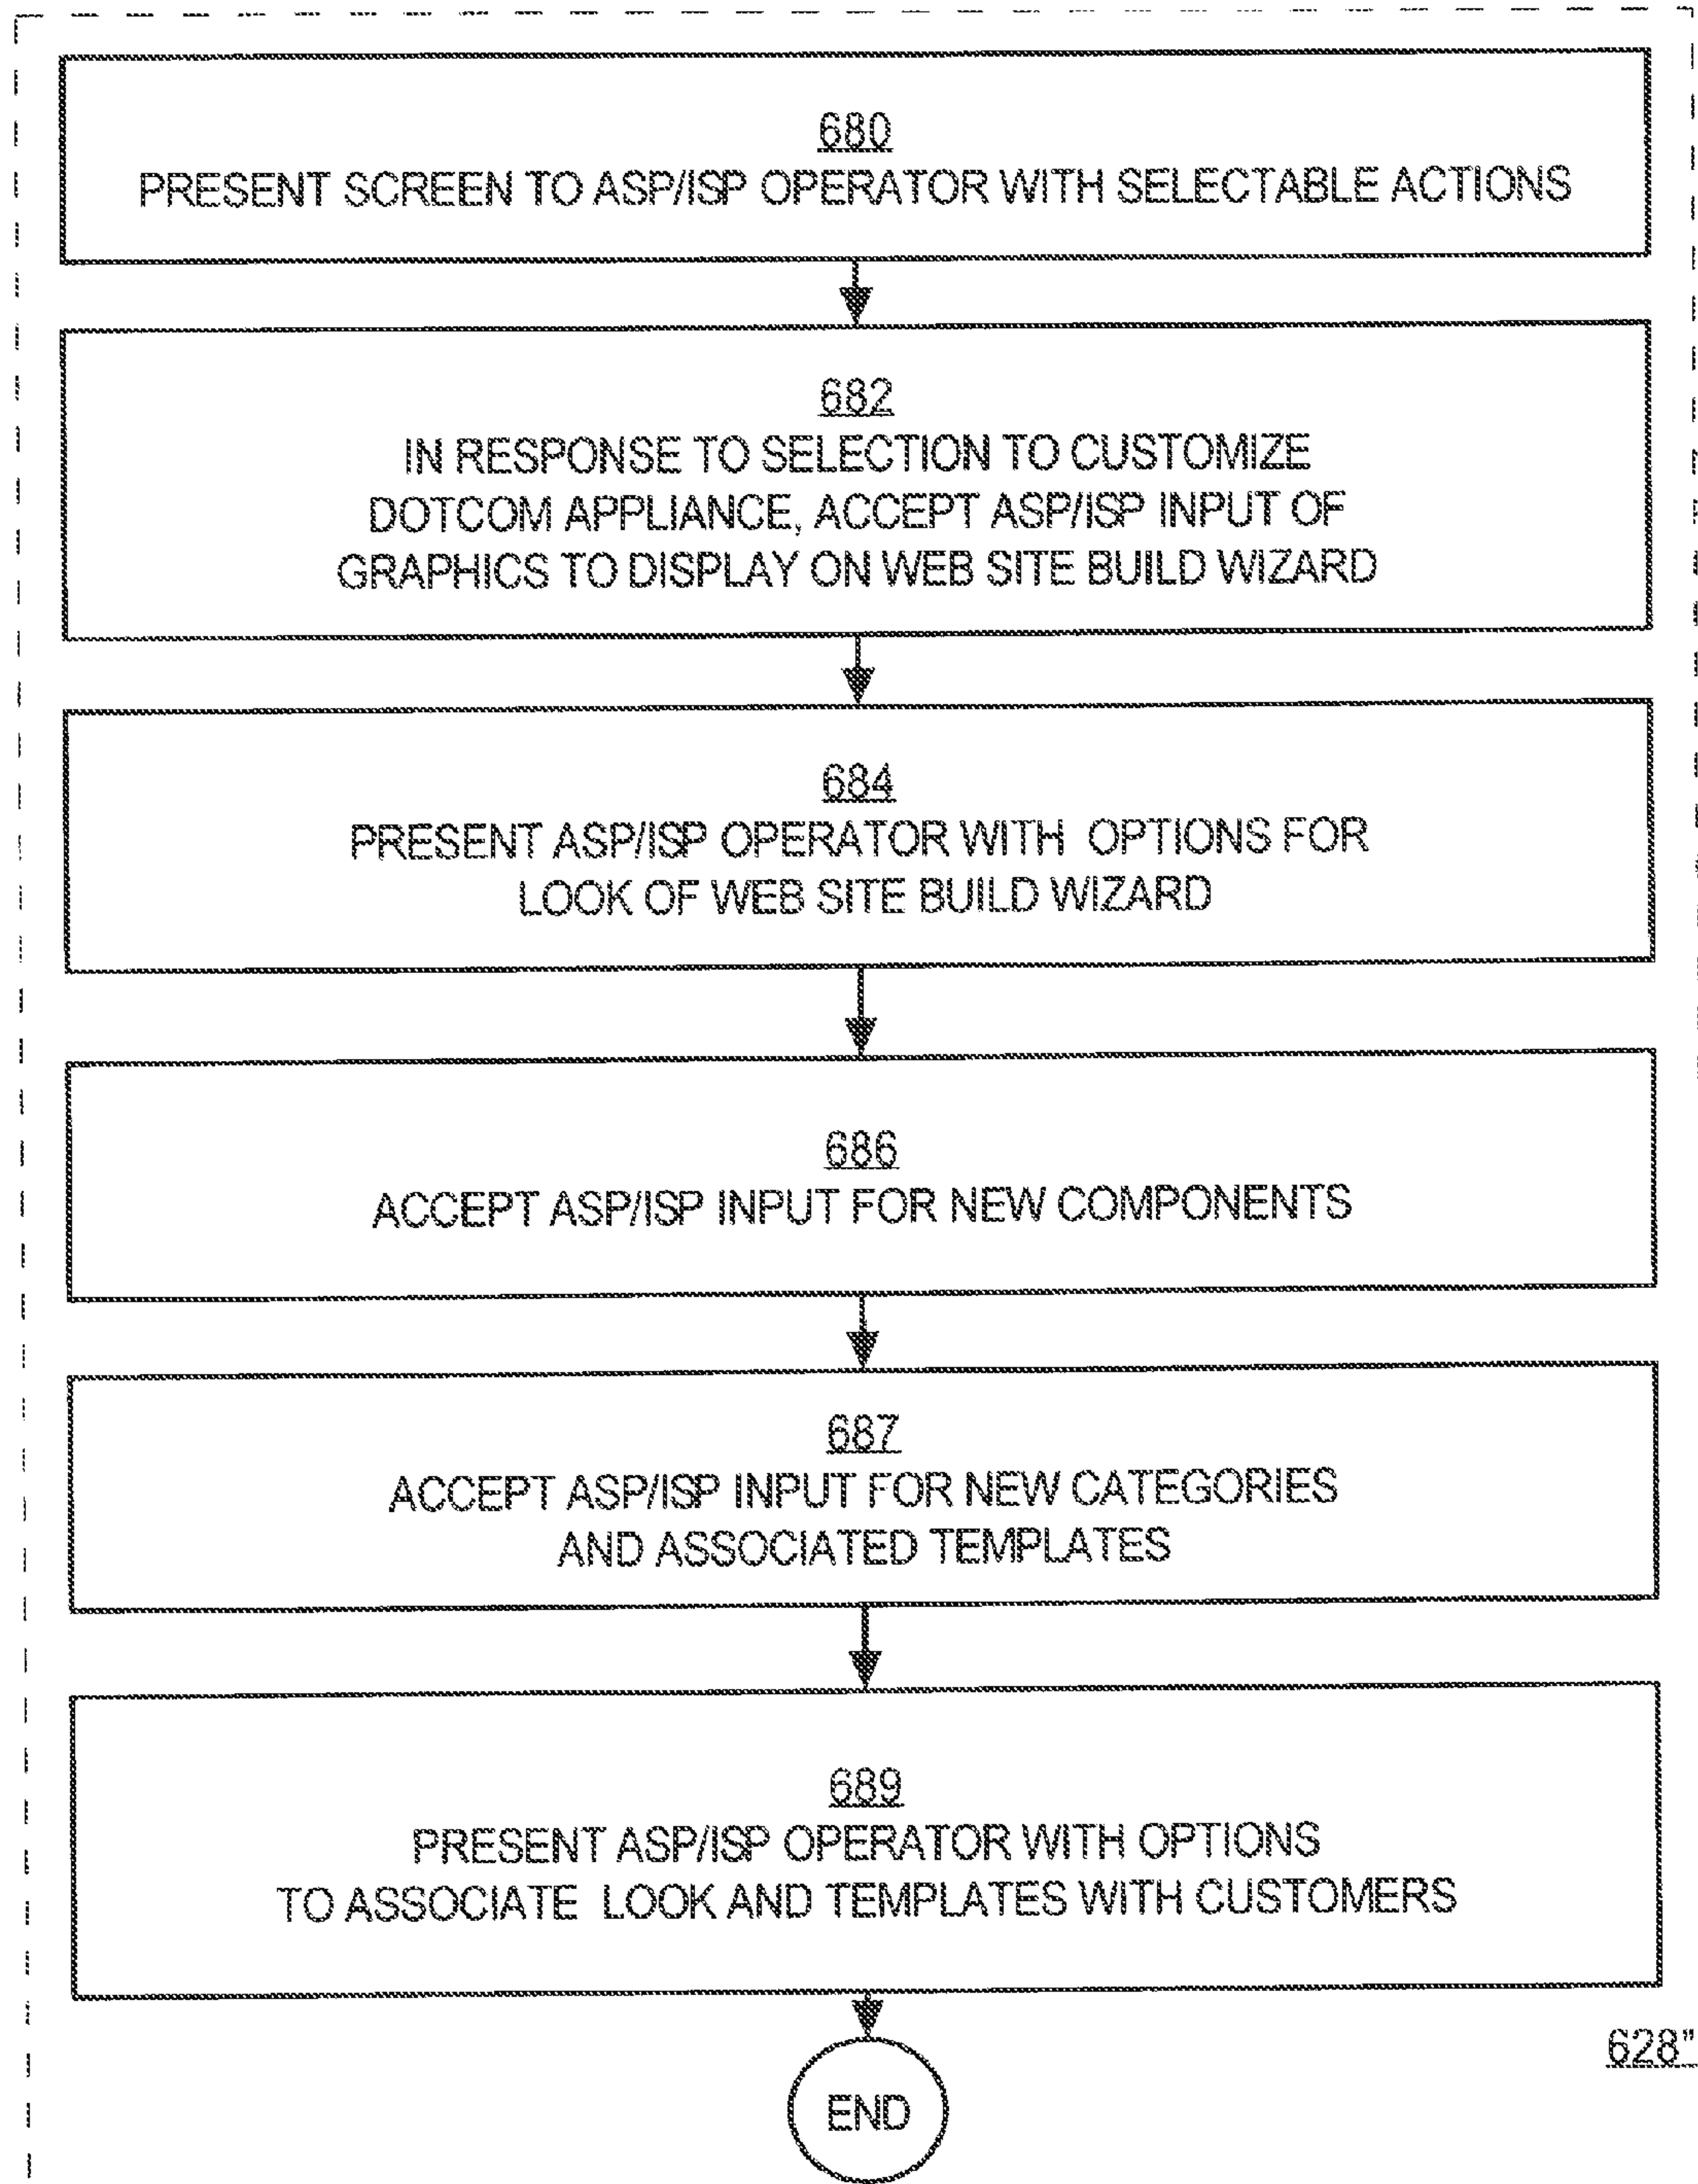 680
PRESENT SCREEN TO ASP/ISP OPERATOR WITH SELECTABLE ACTIONS
682
IN RESPONSE TO SELECTION TO CUSTOMIZE
DOTCOM APPLIANCE, ACCEPT ASP/ISP INPUT OF
GRAPHICS TO DISPLAY ON WEB SITE BUILD WIZARD
684
PRESENT ASP/ISP OPERATOR WITH OPTIONS FOR
LOOK OF WEB SITE BUILD WIZARD
686
ACCEPT ASP/ISP INPUT FOR NEW COMPONENTS
687
ACCEPT ASP/ISP INPUT FOR NEW CATEGORIES
AND ASSOCIATED TEMPLATES
689
PRESENT ASP/ISP OPERATOR WITH OPTIONS
TO ASSOCIATE LOOK AND TEMPLATES WITH CUSTOMERS
628"
END